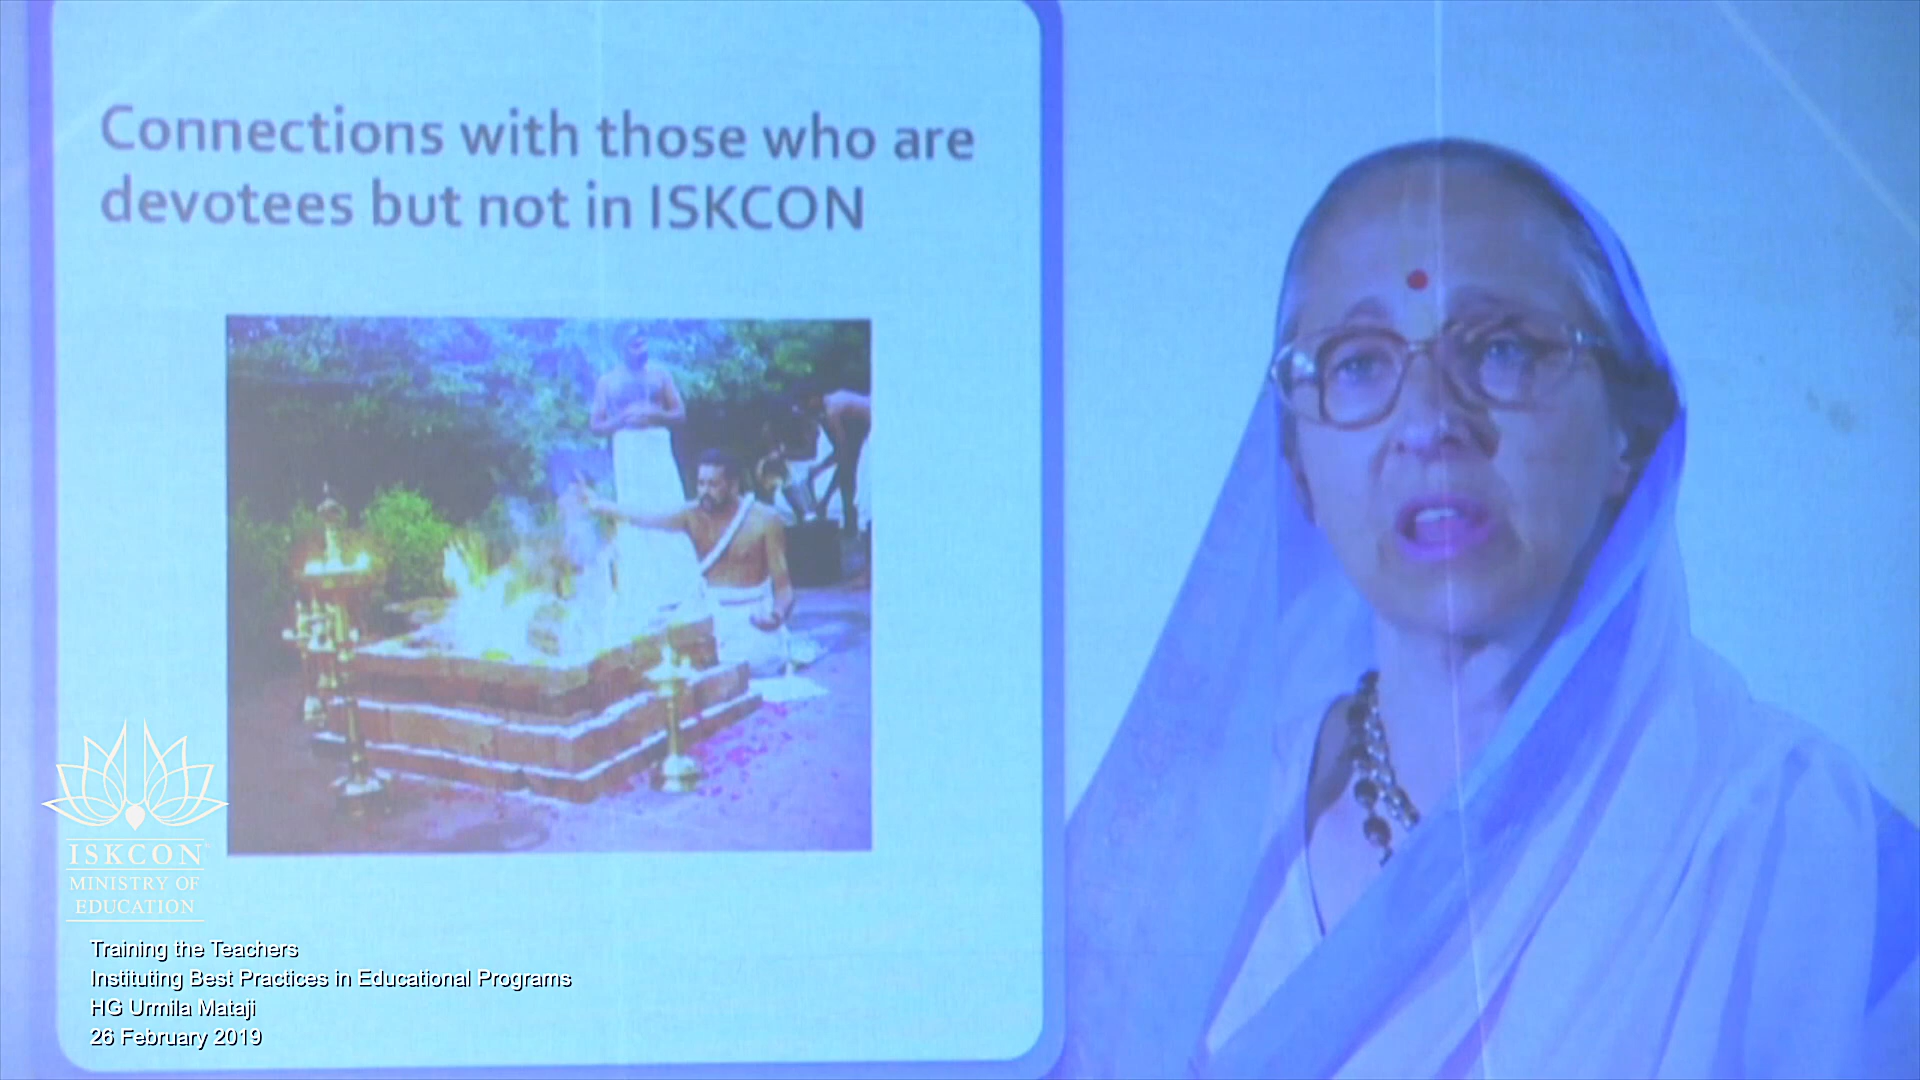 Connections with those who are
devotees but not in ISKCON
ISKCON
MINISTRY OF
EDUCATION
Training the Teachers
Instituting Best Practices in Educational Programs
HG Urmila Mataji
26 February 2019